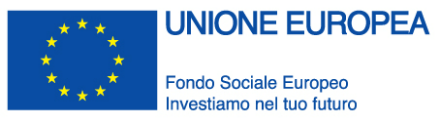 UNIONE EUROPEA
Fondo Sociale Europeo
Investiamo nel tuo futuro